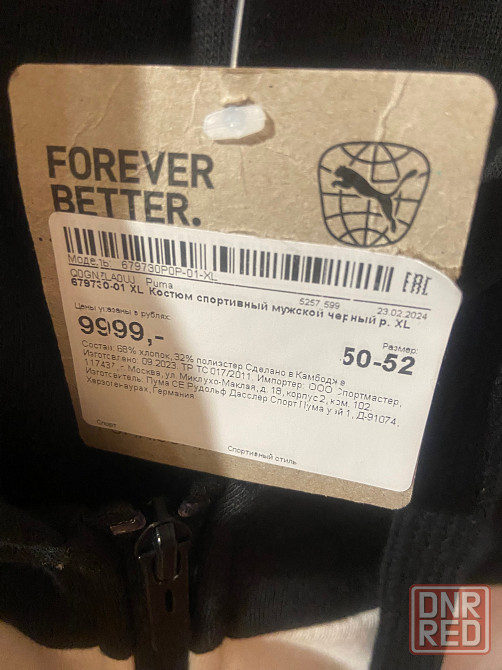 FOREVER
BETTER.
Модель: 679730P0P-01-XL
Puma
679730-01 XL Костюм спортивный мужской черный р. XL
5257 599
23.02.2024
EAC
Цены указаны в рублях:
9999,-
Размер:
50-52
Состав: 68% хлопок, 32% полиэстер Сделано в Камбодже
Изготовлено: 09.2023, ТР ТС 017/2011, Импортер: ООО Спортмастер,
117437, г. Москва, ул. Миклухо-Маклая, д. 18, корпус 2, ком. 102
Изготовитель: Пума СЕ Рудольф Дасслер Спорт Пума 1, Д-91074,
Херзогенаурах, Германия
Спорт
Спортивный стиль
DNR
RED